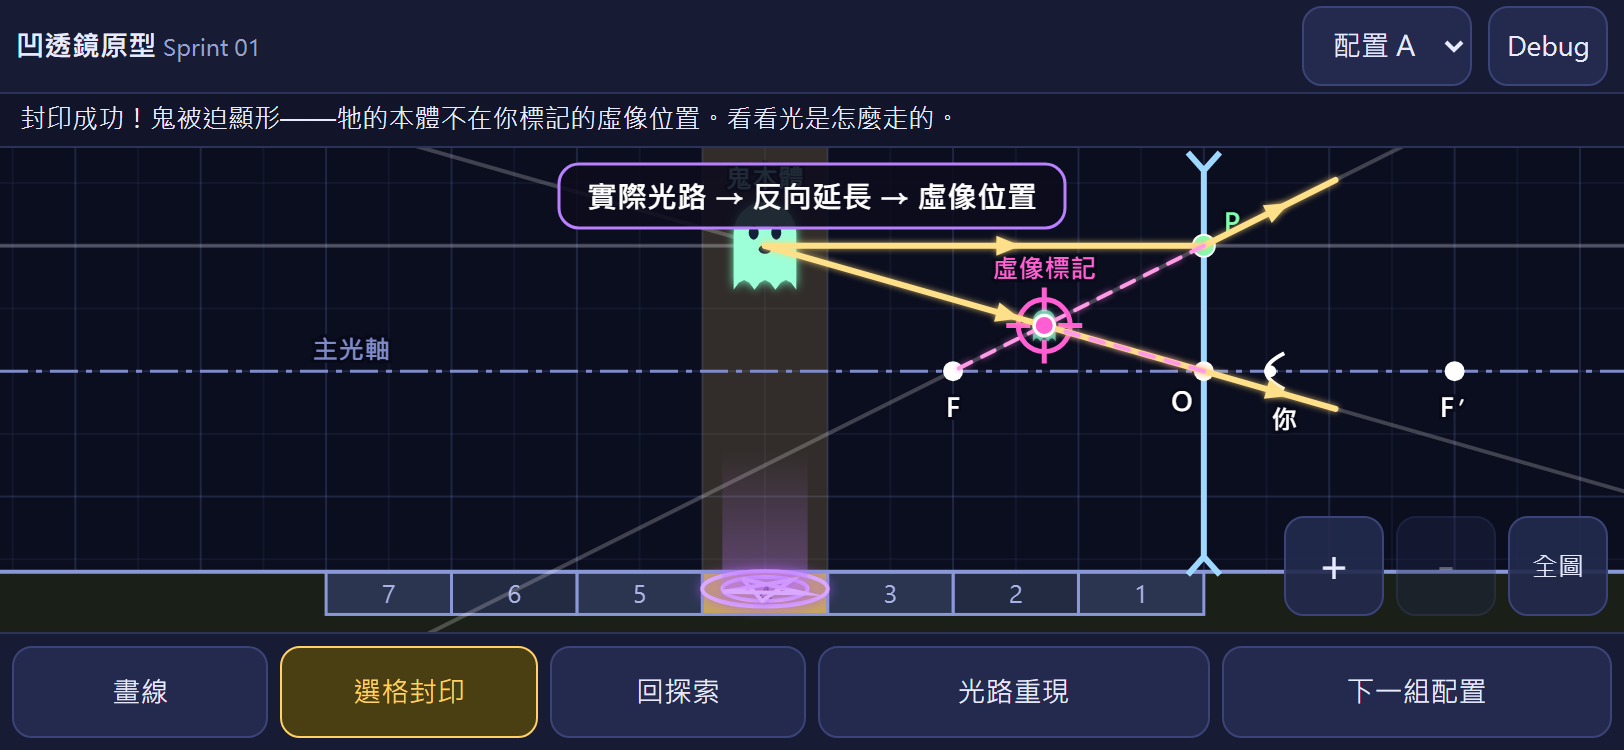 凹透鏡原型 Sprint 01
配置 A
Debug
封印成功！鬼被迫顯形——牠的本體不在你標記的虛像位置。看看光是怎麼走的。
鬼本體
實際光路 → 反向延長 → 虛像位置
P
虛像標記
主光軸
F
O
你
F′
+
-
全圖
7
6
5
3
2
1
畫線
選格封印
回探索
光路重現
下一組配置